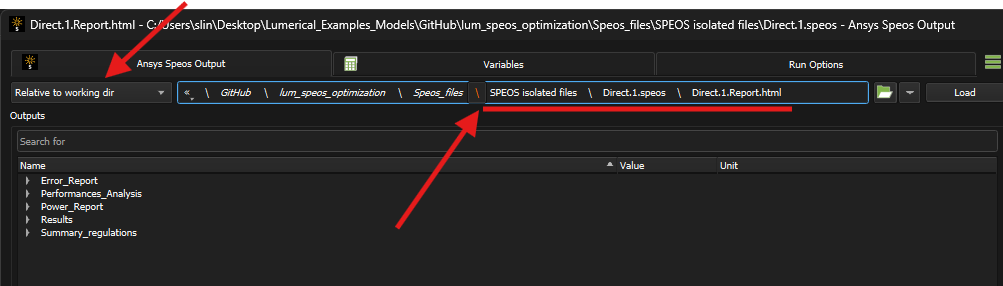 Direct.1.Report.html - C:/Users/slin\Desktop\Lumerical_Examples_Models\GitHub\lum_speos_optimization\Speos_files\SPEOS isolated files\Direct.1.speos - Ansys Speos Output
Ansys Speos Output Variables Run Options
Relative to working dir « \ GitHub \ lum_speos_optimization \ Speos_files \ SPEOS isolated files \ Direct.1.speos \ Direct.1.Report.html Load
Outputs
Search for
Name Value Unit
Error_Report
Performances_Analysis
Power_Report
Results
Summary_regulations